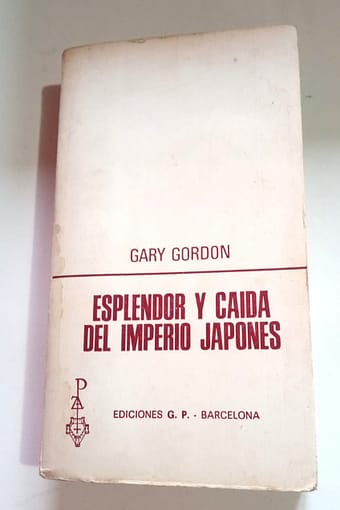 GARY GORDON
ESPLENDOR Y CAIDA
DEL IMPERIO JAPONES
P
Z
EDICIONES G. P. - BARCELONA